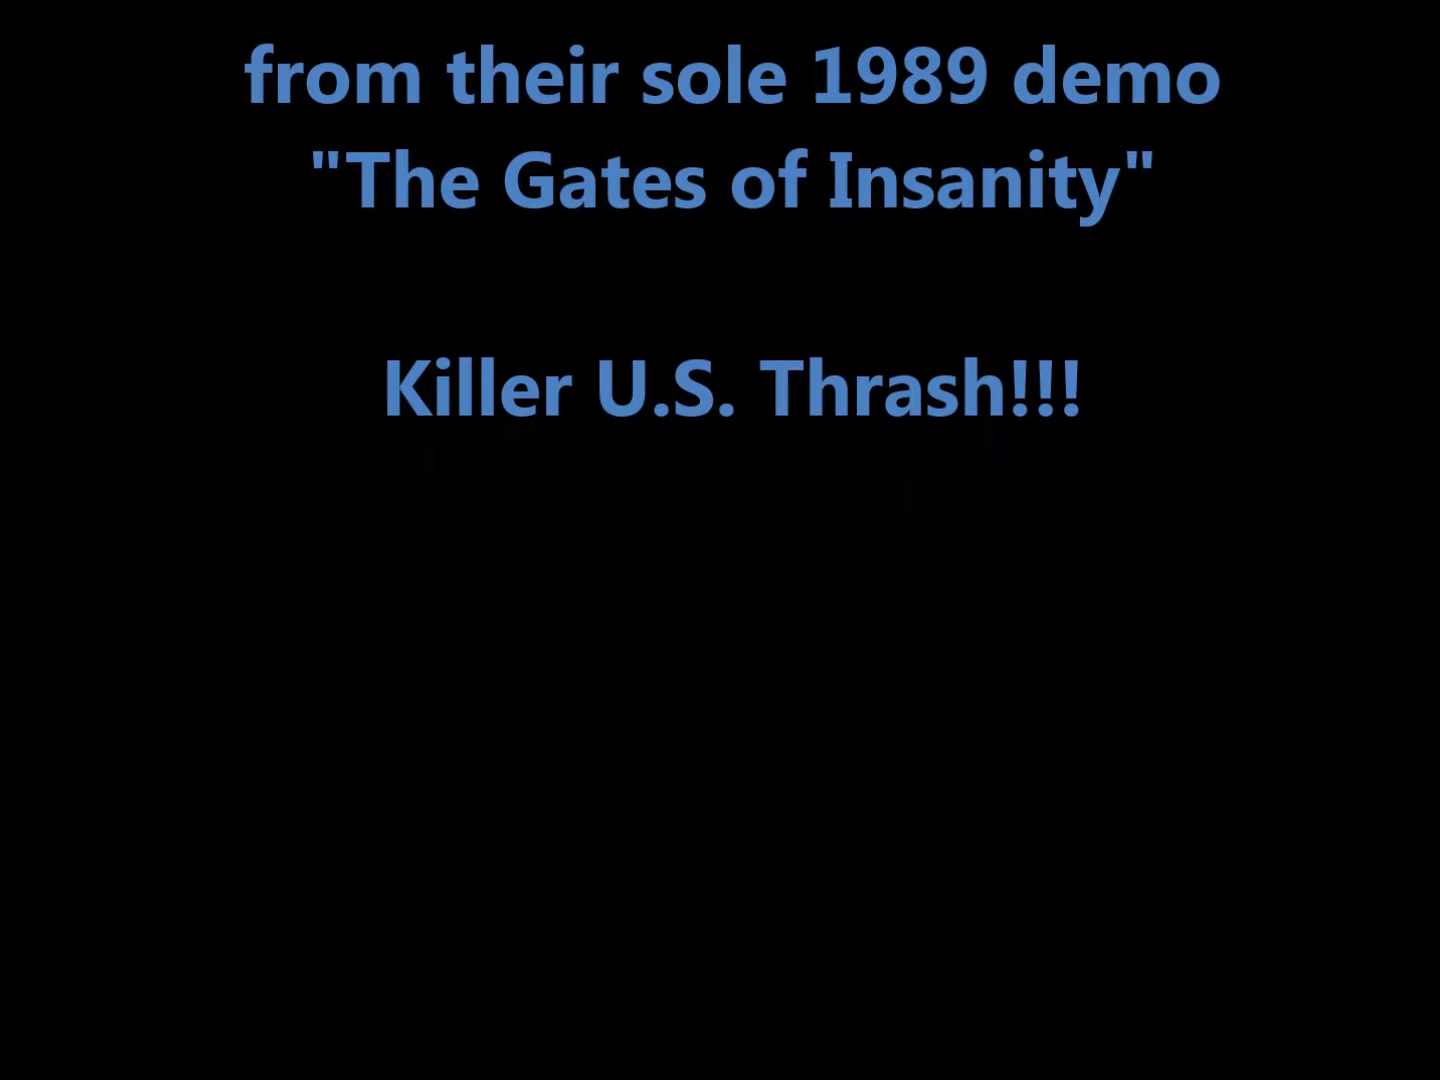 from their sole 1989 demo
"The Gates of Insanity"
Killer U.S. Thrash!!!